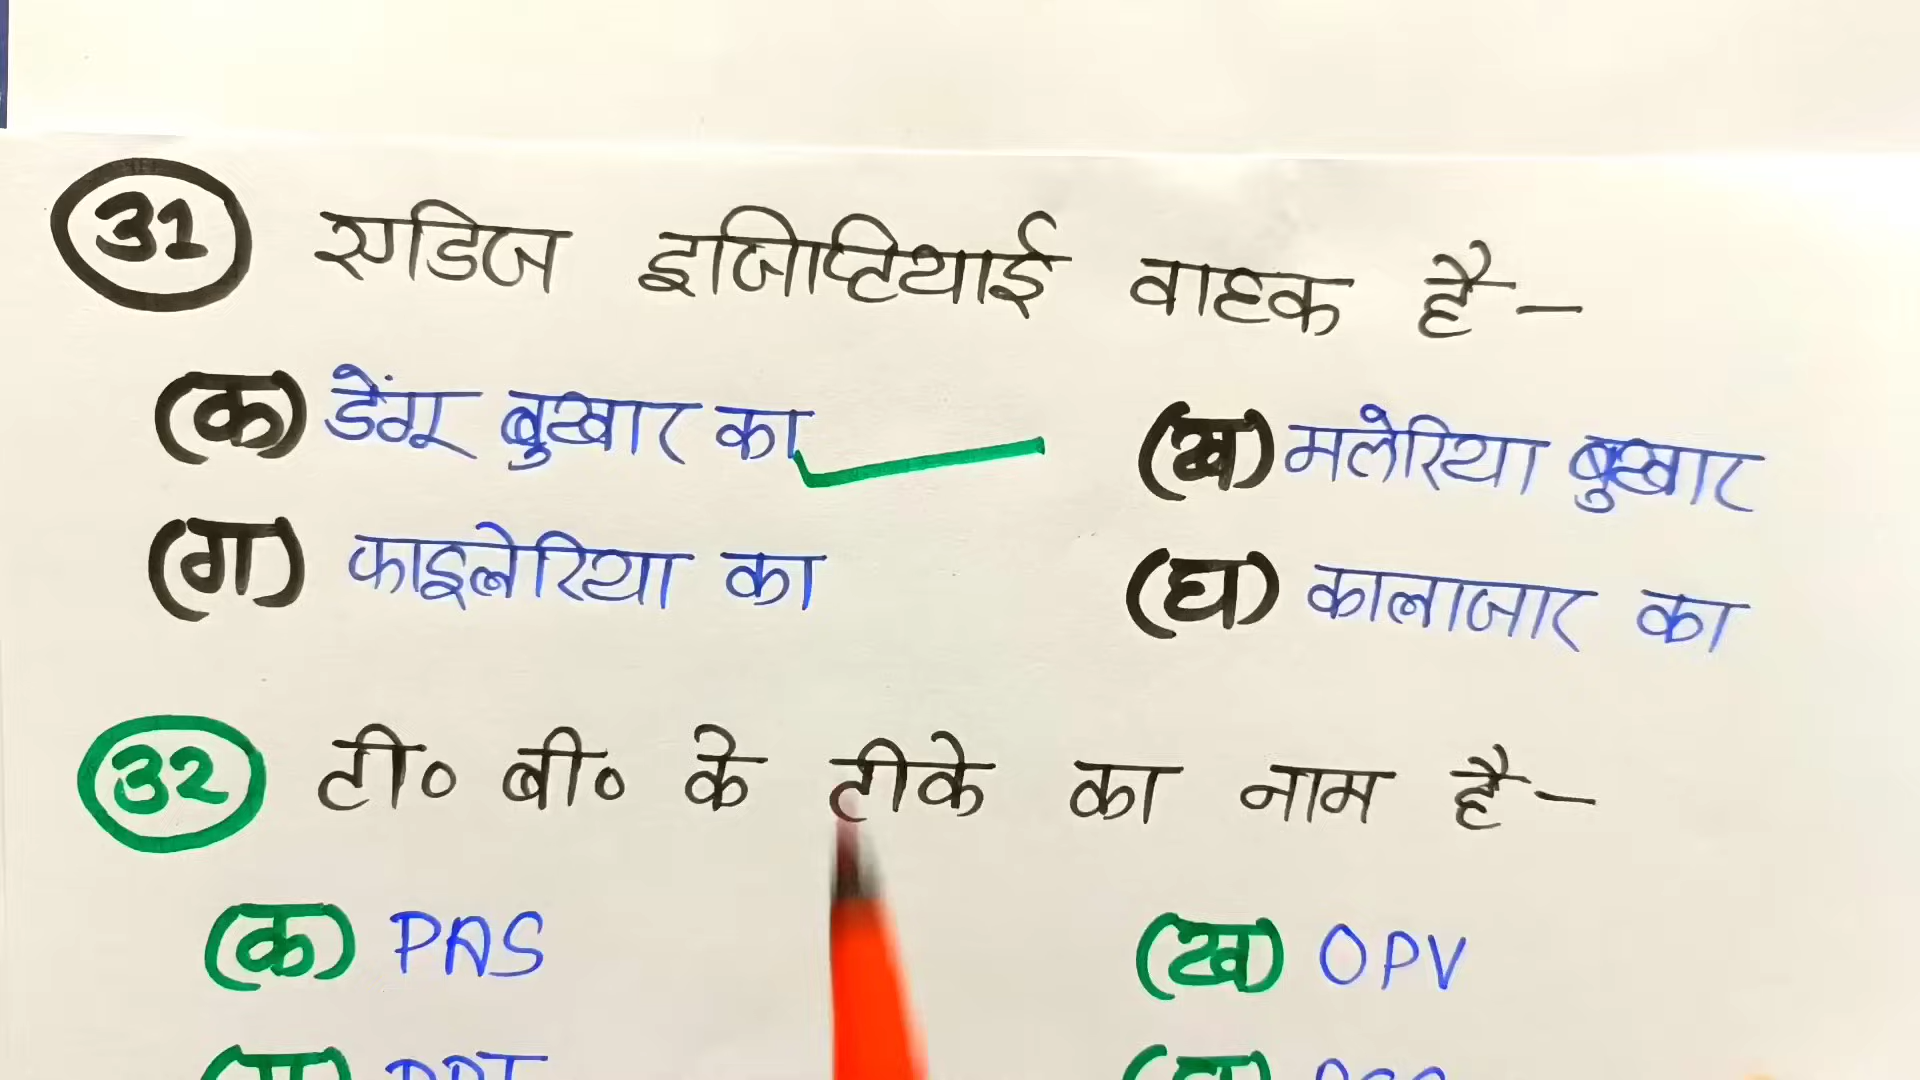 31 एडिज इजिप्टियाई वाहक है -
(क) डेंगू बुखार का (ख) मलेरिया बुखार
(ग) फाइलेरिया का (घ) कालाजार का
32 टी० बी० के टीके का नाम है -
(क) PAS (ख) OPV